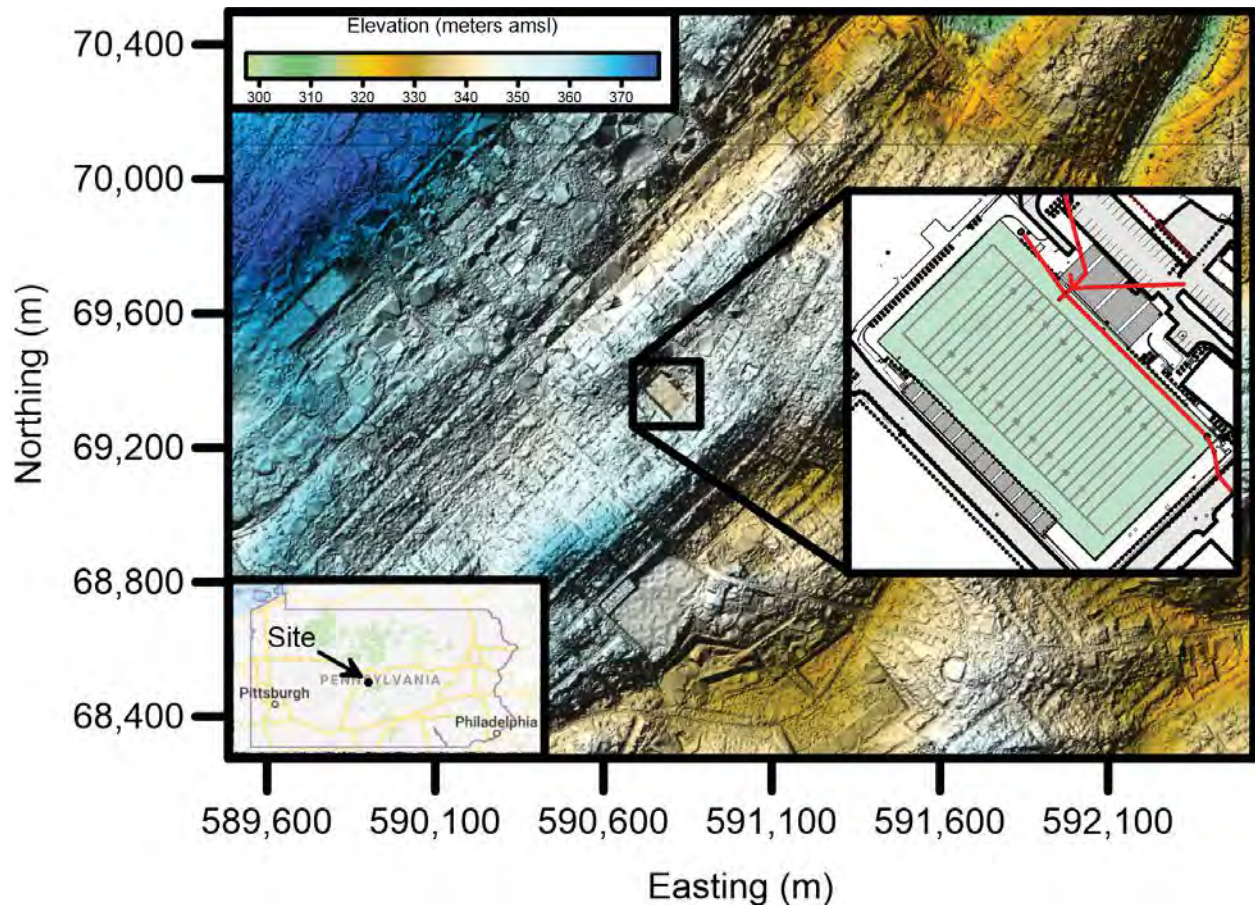 Elevation (meters amsl)
300 310 320 330 340 350 360 370
70,400
70,000
69,600
69,200
68,800
68,400
Northing (m)
Site
PENNSYLVANIA
Pittsburgh
Philadelphia
589,600 590,100 590,600 591,100 591,600 592,100
Easting (m)